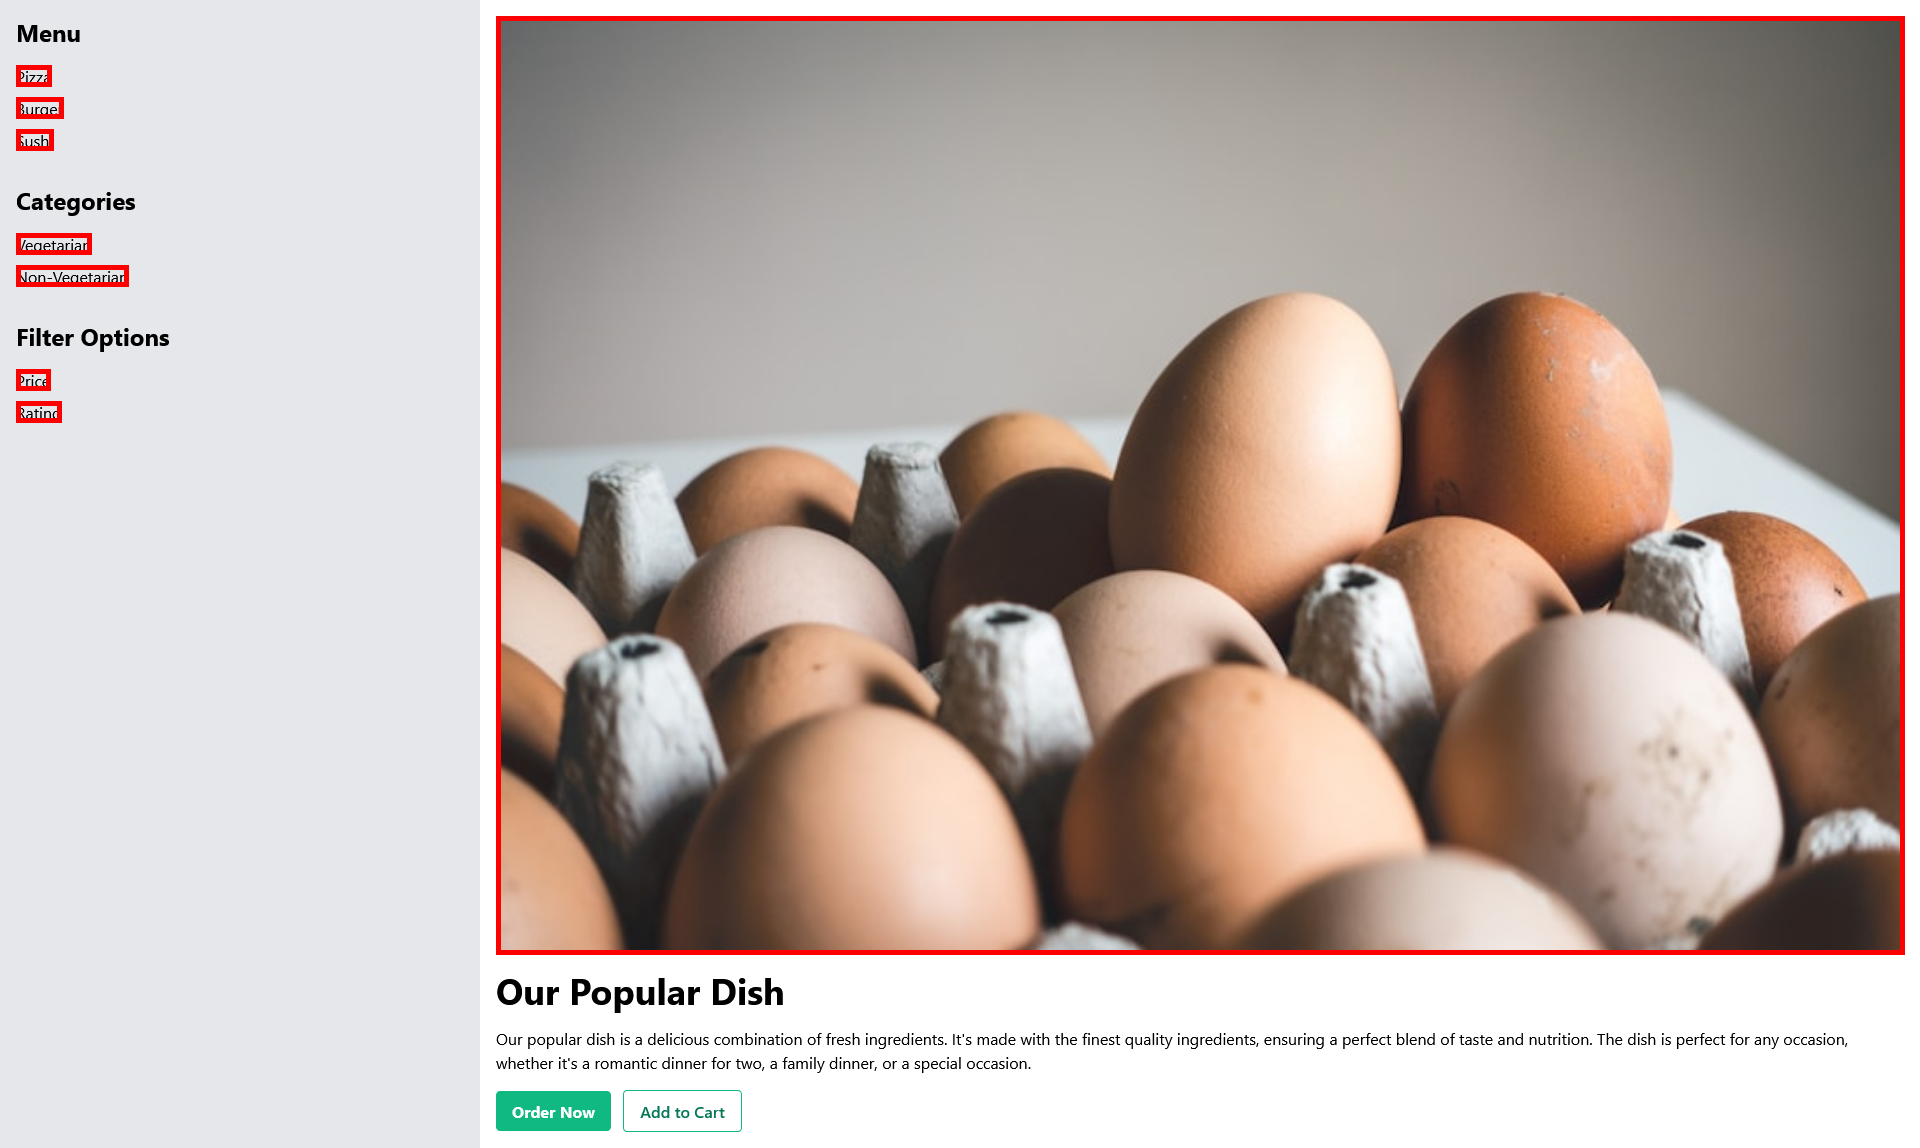 Menu
Pizza
Burger
Sushi
Categories
Vegetarian
Non-Vegetarian
Filter Options
Price
Rating
Our Popular Dish
Our popular dish is a delicious combination of fresh ingredients. It's made with the finest quality ingredients, ensuring a perfect blend of taste and nutrition. The dish is perfect for any occasion,
whether it's a romantic dinner for two, a family dinner, or a special occasion.
Order Now
Add to Cart